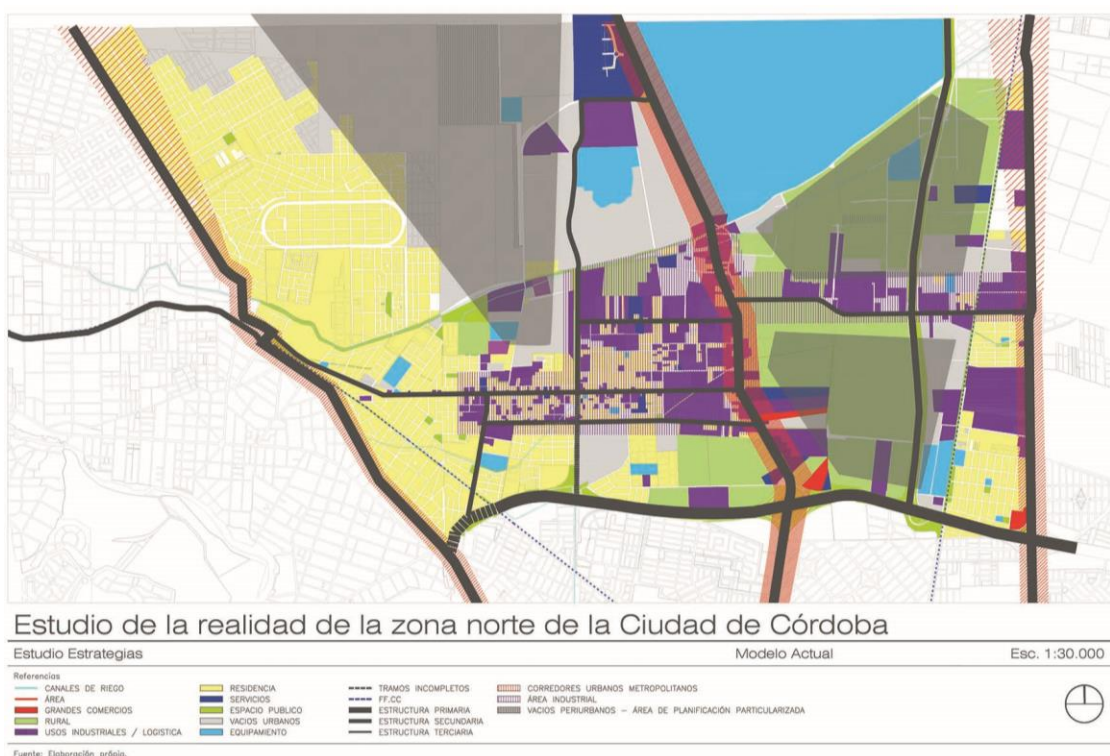 Estudio de la realidad de la zona norte de la Ciudad de Córdoba
Estudio Estrategias Modelo Actual Esc. 1:30.000
Referencias
CANALES DE RIEGO
ÁREA
GRANDES COMERCIOS
RURAL
USOS INDUSTRIALES / LOGISTICA
RESIDENCIA
SERVICIOS
ESPACIO PUBLICO
VACIOS URBANOS
EQUIPAMIENTO
TRAMOS INCOMPLETOS
FF.CC
ESTRUCTURA PRIMARIA
ESTRUCTURA SECUNDARIA
ESTRUCTURA TERCIARIA
CORREDORES URBANOS METROPOLITANOS
ÁREA INDUSTRIAL
VACIOS PERIURBANOS – ÁREA DE PLANIFICACIÓN PARTICULARIZADA
Fuente: Elaboración própia.